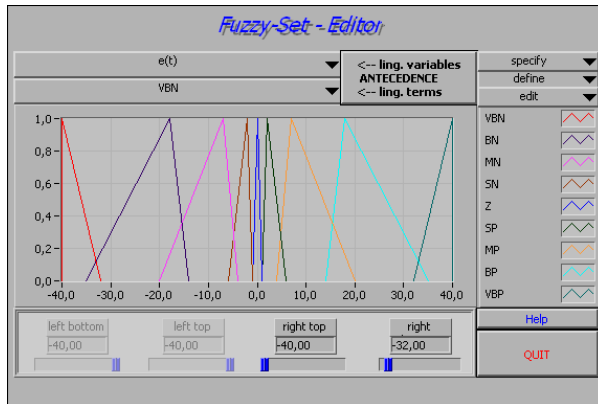 Fuzzy-Set - Editor
e(t)
VBN
<-- ling. variables
ANTECEDENCE
<-- ling. terms
specify
define
edit
1,0
0,8
0,6
0,4
0,2
0,0
-40,0 -30,0 -20,0 -10,0 0,0 10,0 20,0 30,0 40,0
VBN
BN
MN
SN
Z
SP
MP
BP
VBP
left bottom
-40,00
left top
-40,00
right top
-40,00
right
-32,00
Help
QUIT